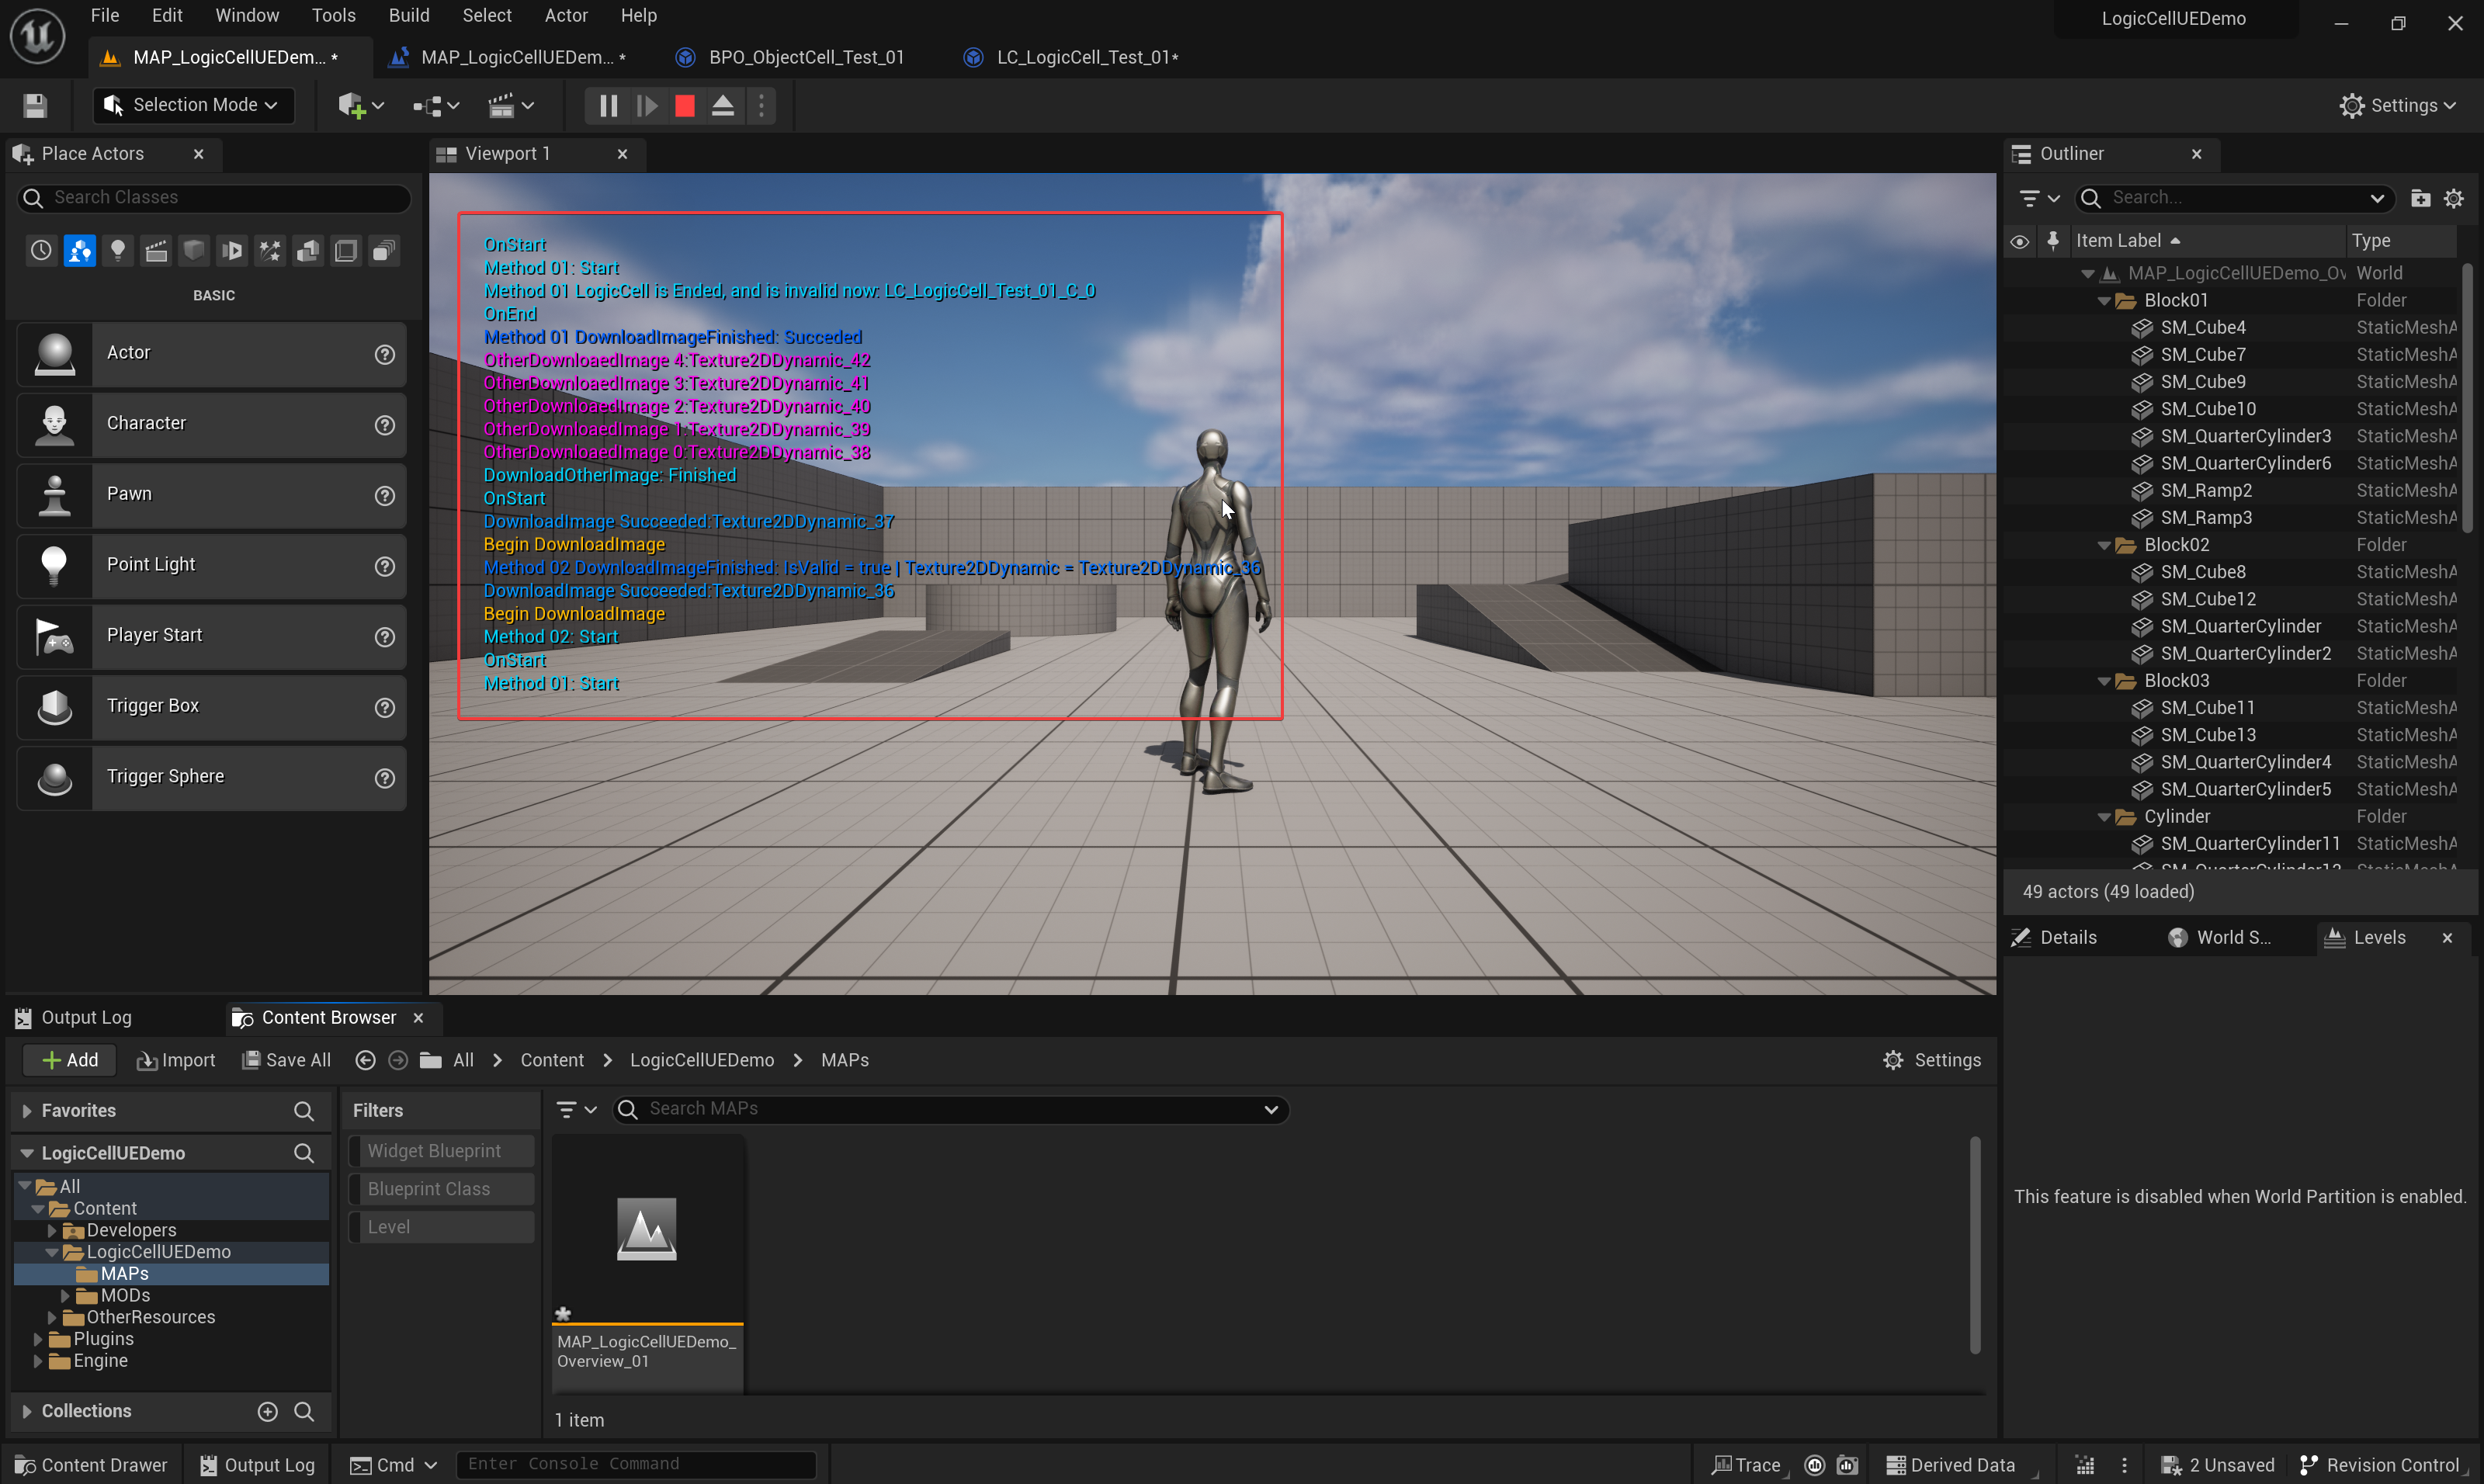 File Edit Window Tools Build Select Actor Help
LogicCellUEDemo
MAP_LogicCellUEDem... *
MAP_LogicCellUEDem... *
BPO_ObjectCell_Test_01
LC_LogicCell_Test_01*
Selection Mode
Settings
Place Actors
Viewport 1
Outliner
Search Classes
Search...
Item Label
Type
BASIC
Actor
Character
Pawn
Point Light
Player Start
Trigger Box
Trigger Sphere
OnStart
Method 01: Start
Method 01 LogicCell is Ended, and is invalid now: LC_LogicCell_Test_01_C_0
OnEnd
Method 01 DownloadImageFinished: Succeded
OtherDownloaedImage 4:Texture2DDynamic_42
OtherDownloaedImage 3:Texture2DDynamic_41
OtherDownloaedImage 2:Texture2DDynamic_40
OtherDownloaedImage 1:Texture2DDynamic_39
OtherDownloaedImage 0:Texture2DDynamic_38
DownloadOtherImage: Finished
OnStart
DownloadImage Succeeded:Texture2DDynamic_37
Begin DownloadImage
Method 02 DownloadImageFinished: IsValid = true | Texture2DDynamic = Texture2DDynamic_36
DownloadImage Succeeded:Texture2DDynamic_36
Begin DownloadImage
Method 02: Start
OnStart
Method 01: Start
MAP_LogicCellUEDemo_Ov World
Block01 Folder
SM_Cube4 StaticMeshA
SM_Cube7 StaticMeshA
SM_Cube9 StaticMeshA
SM_Cube10 StaticMeshA
SM_QuarterCylinder3 StaticMeshA
SM_QuarterCylinder6 StaticMeshA
SM_Ramp2 StaticMeshA
SM_Ramp3 StaticMeshA
Block02 Folder
SM_Cube8 StaticMeshA
SM_Cube12 StaticMeshA
SM_QuarterCylinder StaticMeshA
SM_QuarterCylinder2 StaticMeshA
Block03 Folder
SM_Cube11 StaticMeshA
SM_Cube13 StaticMeshA
SM_QuarterCylinder4 StaticMeshA
SM_QuarterCylinder5 StaticMeshA
Cylinder Folder
SM_QuarterCylinder11 StaticMeshA
49 actors (49 loaded)
Details
World S...
Levels
This feature is disabled when World Partition is enabled.
Output Log
Content Browser
Add
Import
Save All
All > Content > LogicCellUEDemo > MAPs
Settings
Favorites
LogicCellUEDemo
All
Content
Developers
LogicCellUEDemo
MAPs
MODs
OtherResources
Plugins
Engine
Collections
Filters
Widget Blueprint
Blueprint Class
Level
Search MAPs
MAP_LogicCellUEDemo_
Overview_01
1 item
Content Drawer
Output Log
Cmd
Enter Console Command
Trace
Derived Data
2 Unsaved
Revision Control